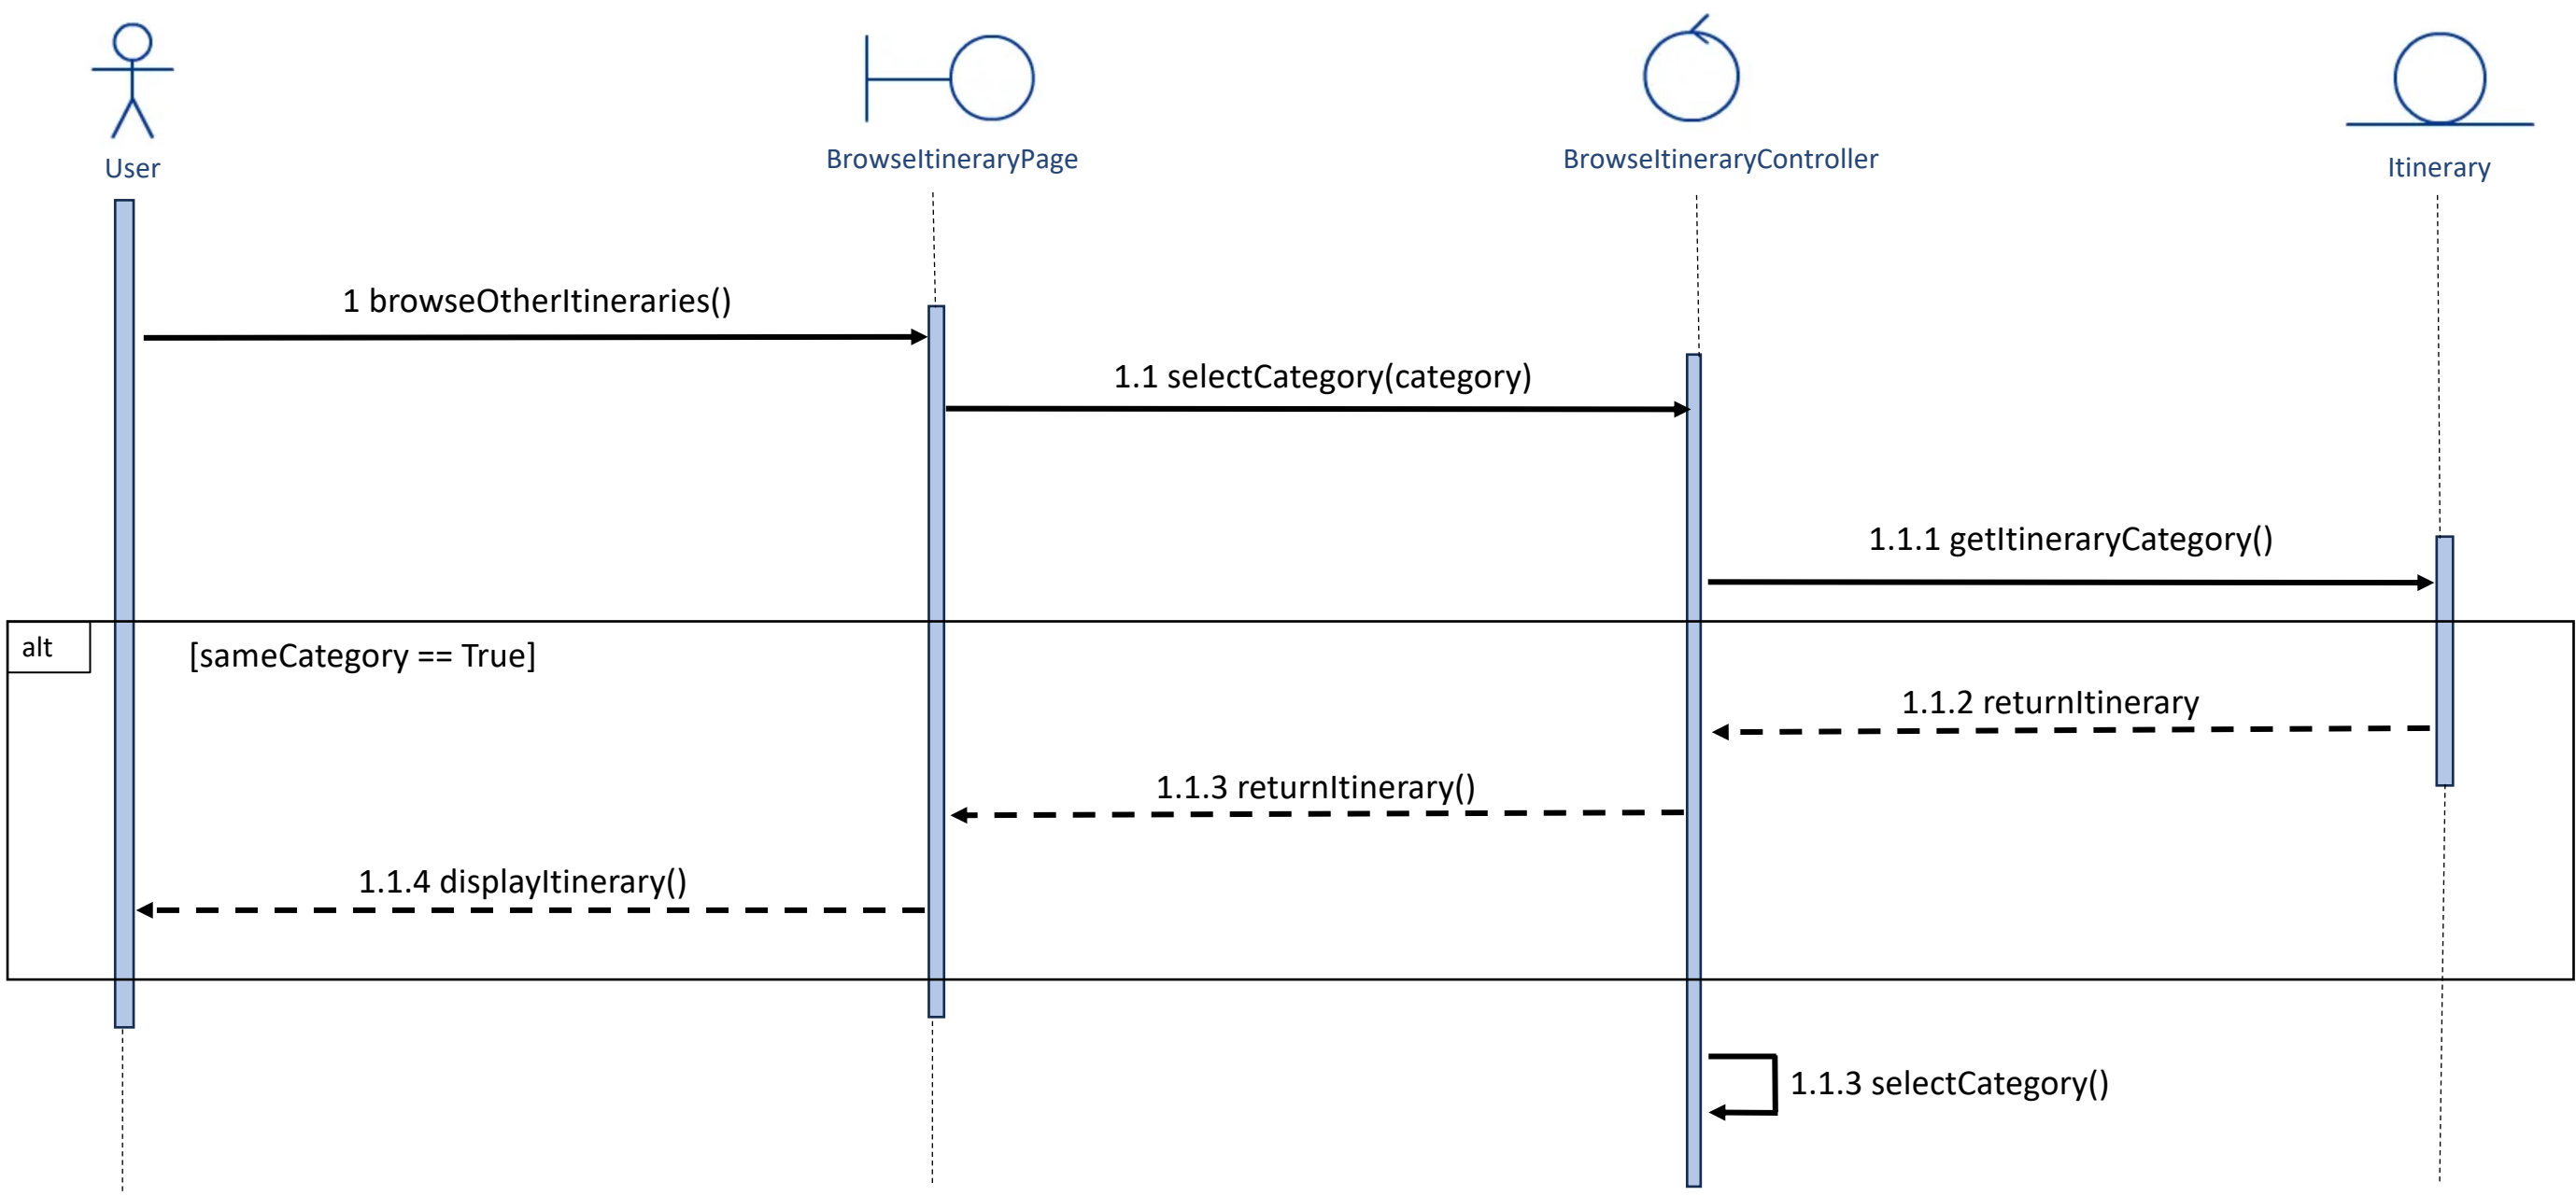 User
BrowseItineraryPage
BrowseItineraryController
Itinerary
1 browseOtherItineraries()
1.1 selectCategory(category)
1.1.1 getItineraryCategory()
alt
[sameCategory == True]
1.1.2 returnItinerary
1.1.3 returnItinerary()
1.1.4 displayItinerary()
1.1.3 selectCategory()